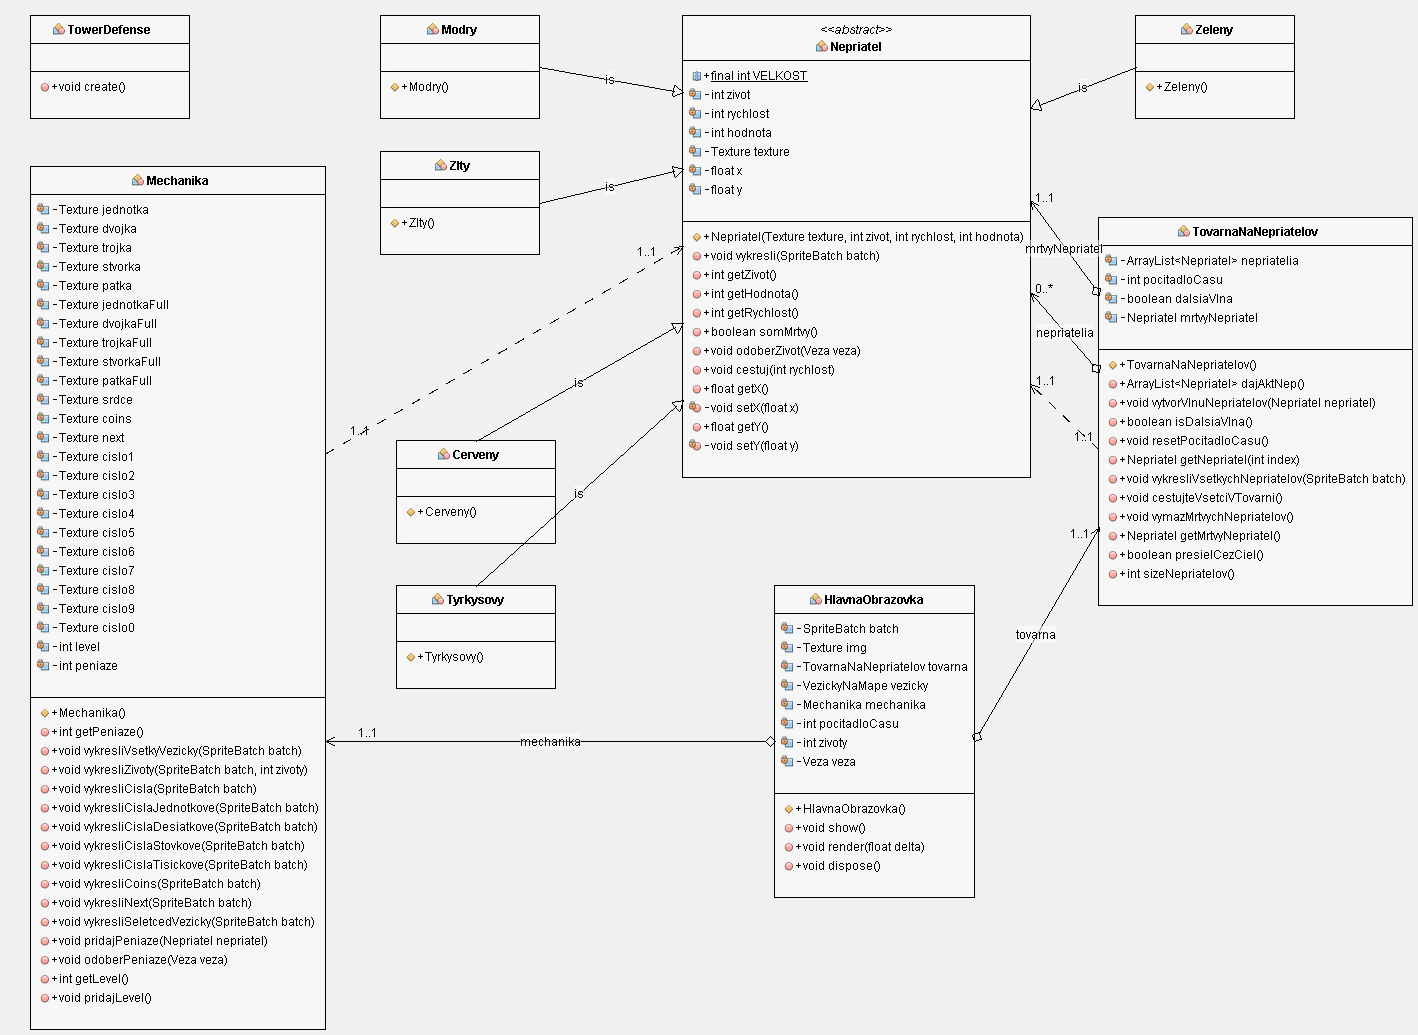 TowerDefense
+void create()
Modry
+Modry()
Zlty
+Zlty()
<<abstract>>
Nepriatel
+final int VELKOST
-int zivot
-int rychlost
-int hodnota
-Texture texture
-float x
-float y
+Nepriatel(Texture texture, int zivot, int rychlost, int hodnota)
+void vykresli(SpriteBatch batch)
+int getZivot()
+int getHodnota()
+int getRychlost()
+boolean somMrtvy()
+void odoberZivot(Veza veza)
+void cestuj(int rychlost)
+float getX()
-void setX(float x)
+float getY()
-void setY(float y)
Zeleny
+Zeleny()
is
is
is
is
is
Mechanika
-Texture jednotka
-Texture dvojka
-Texture trojka
-Texture stvorka
-Texture patka
-Texture jednotkaFull
-Texture dvojkaFull
-Texture trojkaFull
-Texture stvorkaFull
-Texture patkaFull
-Texture srdce
-Texture coins
-Texture next
-Texture cislo1
-Texture cislo2
-Texture cislo3
-Texture cislo4
-Texture cislo5
-Texture cislo6
-Texture cislo7
-Texture cislo8
-Texture cislo9
-Texture cislo0
-int level
-int peniaze
+Mechanika()
+int getPeniaze()
+void vykresliVsetkyVezicky(SpriteBatch batch)
+void vykresliZivoty(SpriteBatch batch, int zivoty)
+void vykresliCisla(SpriteBatch batch)
+void vykresliCislaJednotkove(SpriteBatch batch)
+void vykresliCislaDesiatkove(SpriteBatch batch)
+void vykresliCislaStovkove(SpriteBatch batch)
+void vykresliCislaTisickove(SpriteBatch batch)
+void vykresliCoins(SpriteBatch batch)
+void vykresliNext(SpriteBatch batch)
+void vykresliSeletcedVezicky(SpriteBatch batch)
+void pridajPeniaze(Nepriatel nepriatel)
+void odoberPeniaze(Veza veza)
+int getLevel()
+void pridajLevel()
1..1
1..1
Cerveny
+Cerveny()
Tyrkysovy
+Tyrkysovy()
1..1
mrtvyNepriatel
0..*
nepriatelia
1..1
1..1
TovarnaNaNepriatelov
-ArrayList<Nepriatel> nepriatelia
-int pocitadloCasu
-boolean dalsiaVlna
-Nepriatel mrtvyNepriatel
+TovarnaNaNepriatelov()
+ArrayList<Nepriatel> dajAktNep()
+void vytvorVlnuNepriatelov(Nepriatel nepriatel)
+boolean isDalsiaVlna()
+void resetPocitadloCasu()
+Nepriatel getNepriatel(int index)
+void vykresliVsetkychNepriatelov(SpriteBatch batch)
+void cestujteVsetciVTovarni()
+void vymazMrtvychNepriatelov()
+Nepriatel getMrtvyNepriatel()
+boolean presielCezCiel()
+int sizeNepriatelov()
1..1
tovarna
HlavnaObrazovka
-SpriteBatch batch
-Texture img
-TovarnaNaNepriatelov tovarna
-VezickyNaMape vezicky
-Mechanika mechanika
-int pocitadloCasu
-int zivoty
-Veza veza
+HlavnaObrazovka()
+void show()
+void render(float delta)
+void dispose()
1..1
mechanika